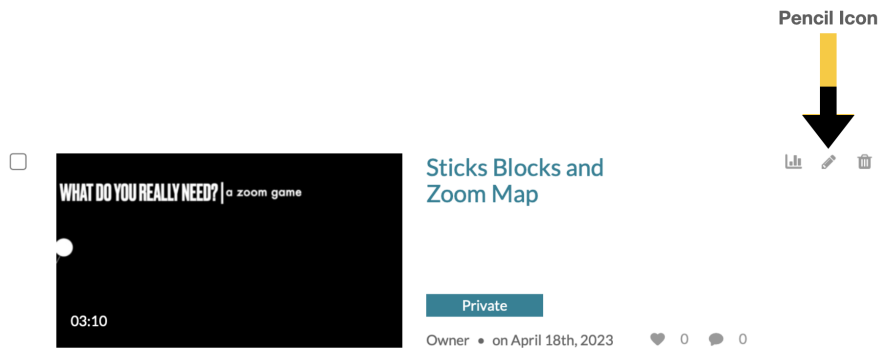 Pencil Icon
WHAT DO YOU REALLY NEED? | a zoom game
03:10
Sticks Blocks and
Zoom Map
Private
Owner • on April 18th, 2023 0 0